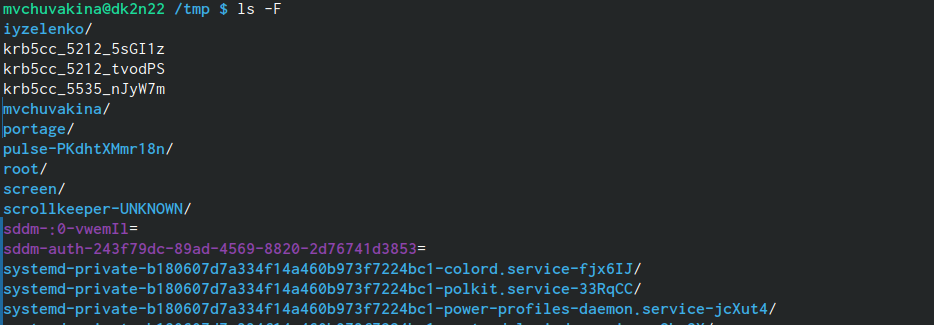 mvchuvakina@dk2n22 /tmp $ ls -F
iyzelenko/
krb5cc_5212_5sGI1z
krb5cc_5212_tvodPS
krb5cc_5535_nJyW7m
mvchuvakina/
portage/
pulse-PKdhtXMmr18n/
root/
screen/
scrollkeeper-UNKNOWN/
sddm-:0-vwemIl=
sddm-auth-243f79dc-89ad-4569-8820-2d76741d3853=
systemd-private-b180607d7a334f14a460b973f7224bc1-colord.service-fjx6IJ/
systemd-private-b180607d7a334f14a460b973f7224bc1-polkit.service-33RqCC/
systemd-private-b180607d7a334f14a460b973f7224bc1-power-profiles-daemon.service-jcXut4/